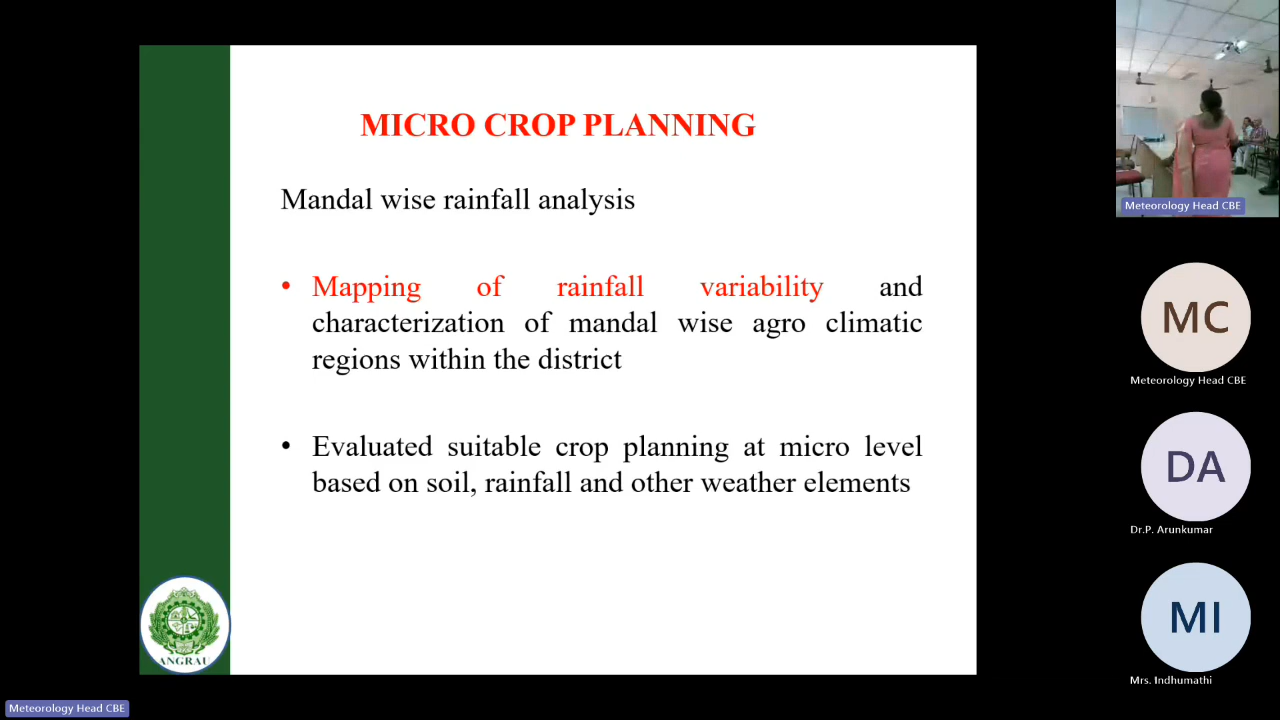 MICRO CROP PLANNING
Mandal wise rainfall analysis
• Mapping of rainfall variability and
characterization of mandal wise agro climatic
regions within the district
• Evaluated suitable crop planning at micro level
based on soil, rainfall and other weather elements
ANGRAU
Meteorology Head CBE
MC
Meteorology Head CBE
DA
Dr.P. Arunkumar
MI
Mrs. Indhumathi
Meteorology Head CBE